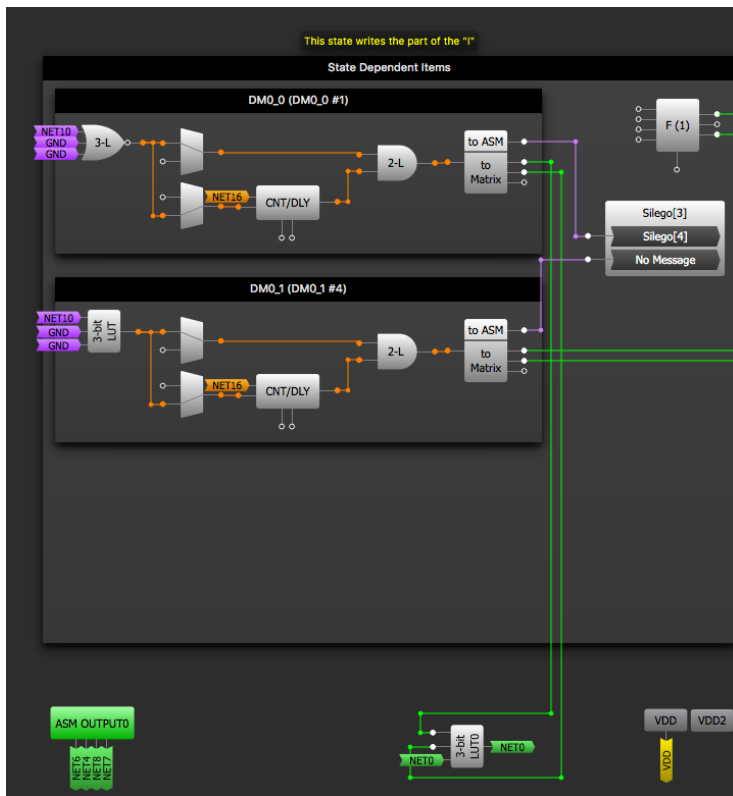 This state writes the part of the "I"
State Dependent Items
DM0_0 (DM0_0 #1)
NET10
GND
GND
3-L
NET16
CNT/DLY
2-L
to ASM
to
Matrix
F (1)
Silego[3]
Silego[4]
No Message
DM0_1 (DM0_1 #4)
NET10
GND
GND
3-bit
LUT
NET16
CNT/DLY
2-L
to ASM
to
Matrix
ASM OUTPUT0
NET6
NET4
NET8
NET7
3-bit
LUT0
NET0
NET0
VDD
VDD2
VDD